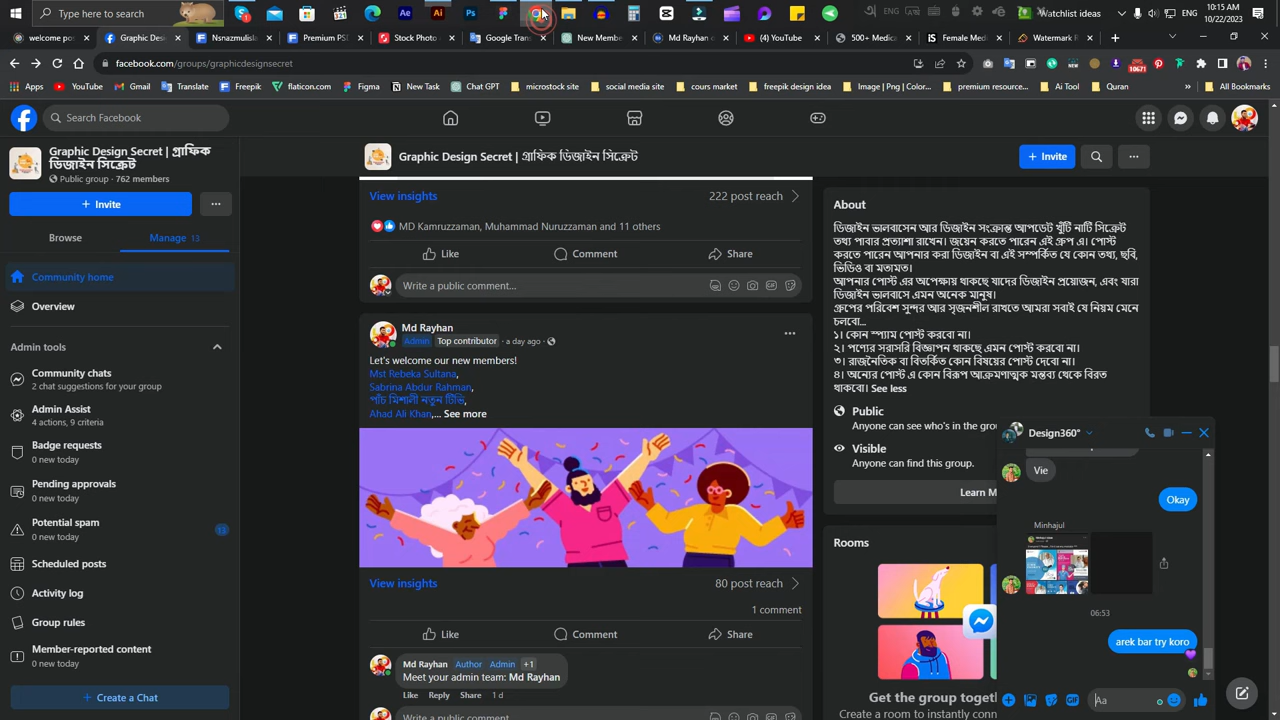 Type here to search
10:15 AM
10/22/2023
Watchlist ideas
welcome pos
Graphic Desi
Nsnazmulisla
Premium PSD
Stock Photo
Google Trans
New Membe
Md Rayhan
(4) YouTube
500+ Medica
Female Medi
Watermark R
facebook.com/groups/graphicdesignsecret
Apps
YouTube
Gmail
Translate
Freepik
flaticon.com
Figma
New Task
Chat GPT
microstock site
social media site
cours market
freepik design idea
Image | Png | Color...
premium resource...
Ai Tool
Quran
All Bookmarks
10671
Search Facebook
Graphic Design Secret | গ্রাফিক
ডিজাইন সিক্রেট
Public group · 762 members
+ Invite
Browse
Manage 13
Community home
Overview
Admin tools
Community chats
2 chat suggestions for your group
Admin Assist
4 actions, 9 criteria
Badge requests
0 new today
Pending approvals
0 new today
Potential spam
0 new today
13
Scheduled posts
Activity log
Group rules
Member-reported content
0 new today
+ Create a Chat
Graphic Design Secret | গ্রাফিক ডিজাইন সিক্রেট
+ Invite
View insights
222 post reach
MD Kamruzzaman, Muhammad Nuruzzaman and 11 others
Like
Comment
Share
Write a public comment...
Md Rayhan
Admin
Top contributor
· a day ago ·
Let's welcome our new members!
Mst Rebeka Sultana,
Sabrina Abdur Rahman,
পাঁচ মিশালী নতুন টিভি,
Ahad Ali Khan,... See more
View insights
80 post reach
1 comment
Like
Comment
Share
Md Rayhan Author Admin +1
Meet your admin team: Md Rayhan
Like Reply Share 1 d
Write a public comment...
About
ডিজাইন ভালবাসেন আর ডিজাইন সংক্রান্ত আপডেট খুঁটি নাটি সিক্রেট
তথ্য পাবার প্রত্যাশা রাখেন। জয়েন করতে পারেন এই গ্রুপ এ। পোস্ট
করতে পারেন আপনার করা ডিজাইন বা এই সম্পর্কিত যে কোন তথ্য, ছবি,
ভিডিও বা মতামত।
আপনার পোস্ট এর অপেক্ষায় থাকছে যাদের ডিজাইন প্রয়োজন, এবং যারা
ডিজাইন ভালবাসে এমন অনেক মানুষ।
গ্রুপের পরিবেশ সুন্দর আর সৃজনশীল রাখতে আমরা সবাই যে নিয়ম মেনে
চলবো...
১। কোন স্প্যাম পোস্ট করবো না।
২। পণ্যের সরাসরি বিজ্ঞাপন থাকছে এমন পোস্ট করবো না।
৩। রাজনৈতিক বা বিতর্কিত কোন বিষয়ের পোস্ট দেবো না।
৪। অন্যের পোস্ট এ কোন বিরূপ আক্রমণাত্মক মন্তব্য থেকে বিরত
থাকবো। See less
Public
Anyone can see who's in the grou
Visible
Anyone can find this group.
Learn M
Rooms
Get the group togeth
Create a room to instantly conn
Design360°
Vie
Okay
Minhajul
06:53
arek bar try koro
Aa